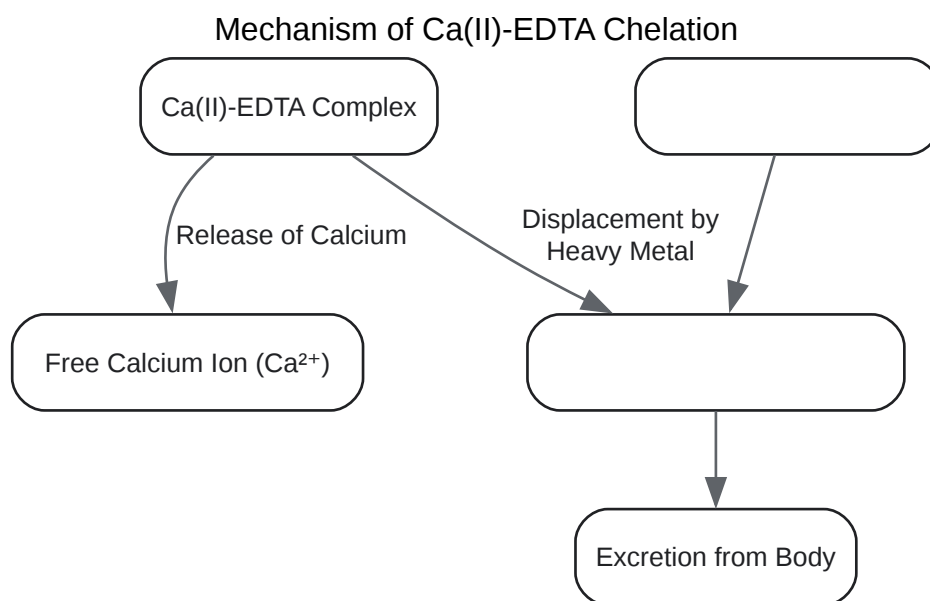 Mechanism of Ca(II)-EDTA Chelation
Ca(II)-EDTA Complex
Release of Calcium
Displacement by
Heavy Metal
Free Calcium Ion (Ca²⁺)
Excretion from Body